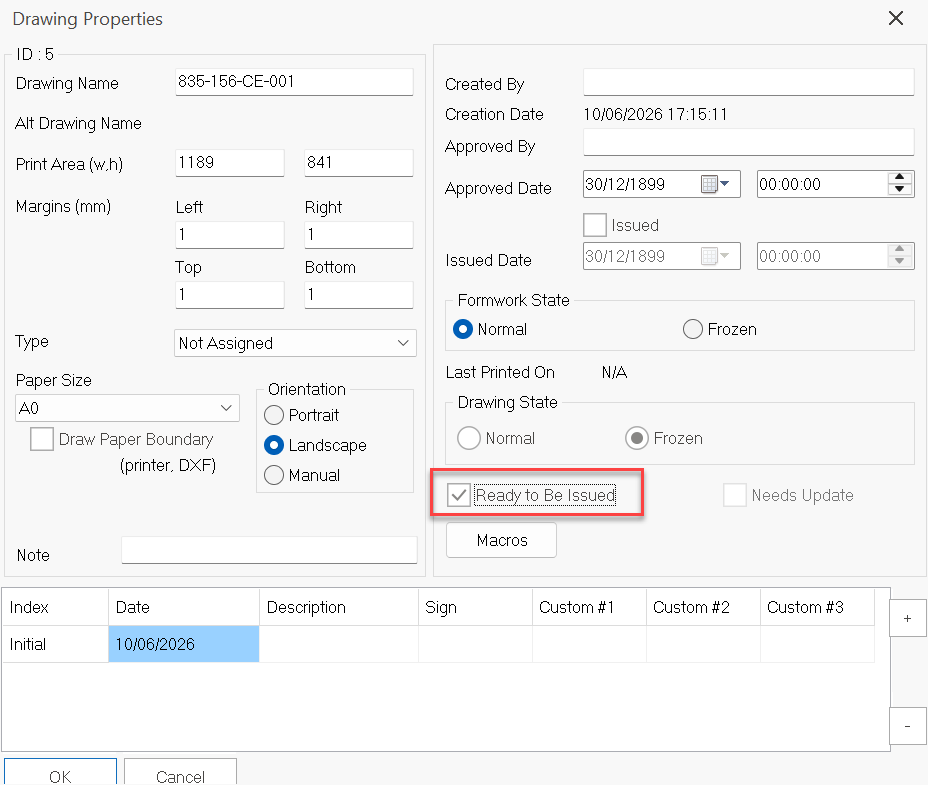 Drawing Properties
ID : 5
Drawing Name 835-156-CE-001
Alt Drawing Name
Print Area (w,h) 1189 841
Margins (mm) Left Right
1 1
Top Bottom
1 1
Type Not Assigned
Paper Size
A0
Draw Paper Boundary
(printer, DXF)
Orientation
Portrait
Landscape
Manual
Note
Created By
Creation Date 10/06/2026 17:15:11
Approved By
Approved Date 30/12/1899 00:00:00
Issued
Issued Date 30/12/1899 00:00:00
Formwork State
Normal Frozen
Last Printed On N/A
Drawing State
Normal Frozen
Ready to Be Issued Needs Update
Macros
Index Date Description Sign Custom #1 Custom #2 Custom #3
Initial 10/06/2026
+
-
OK Cancel